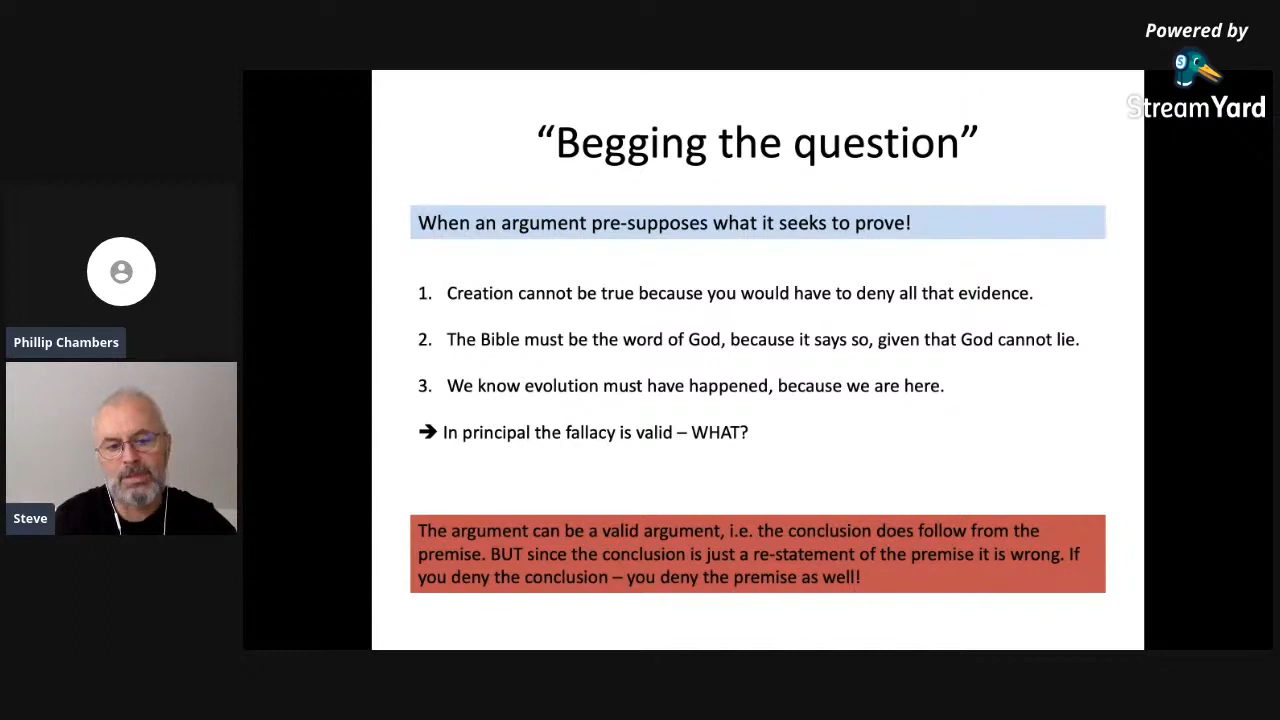 Powered by
StreamYard
“Begging the question”
When an argument pre-supposes what it seeks to prove!
1. Creation cannot be true because you would have to deny all that evidence.
2. The Bible must be the word of God, because it says so, given that God cannot lie.
3. We know evolution must have happened, because we are here.
➔ In principal the fallacy is valid – WHAT?
The argument can be a valid argument, i.e. the conclusion does follow from the
premise. BUT since the conclusion is just a re-statement of the premise it is wrong. If
you deny the conclusion – you deny the premise as well!
Phillip Chambers
Steve